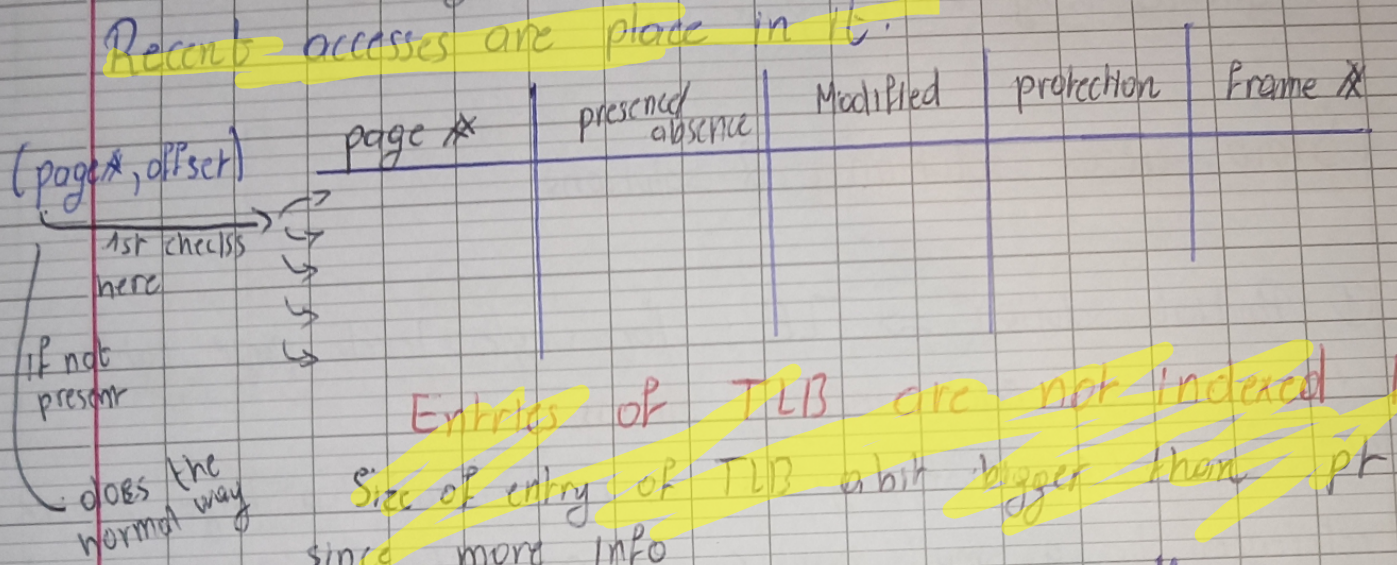 Recent accesses are place in it.
page * presence/ absence Modified protection Frame *
(page*, offset)
1st checks
here
if not
present
does the
normal way
Entries of TLB are not indexed
Size of entry of TLB a bit bigger than PT
since more info